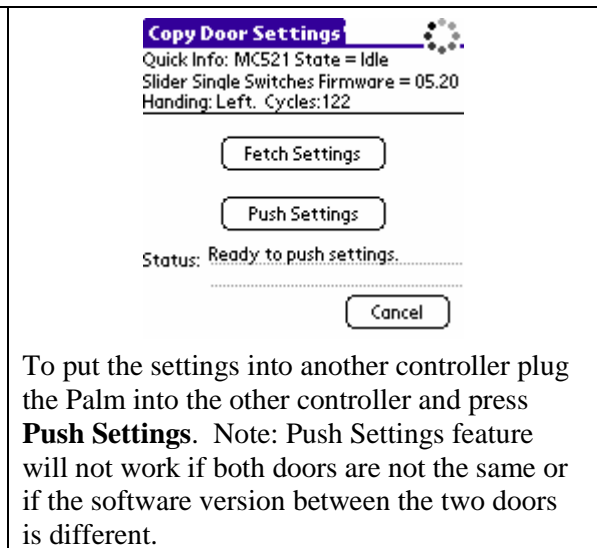 Copy Door Settings
Quick Info: MC521 State = Idle
Slider Single Switches Firmware = 05.20
Handing: Left. Cycles:122
Fetch Settings
Push Settings
Status: Ready to push settings.
Cancel
To put the settings into another controller plug
the Palm into the other controller and press
Push Settings. Note: Push Settings feature
will not work if both doors are not the same or
if the software version between the two doors
is different.